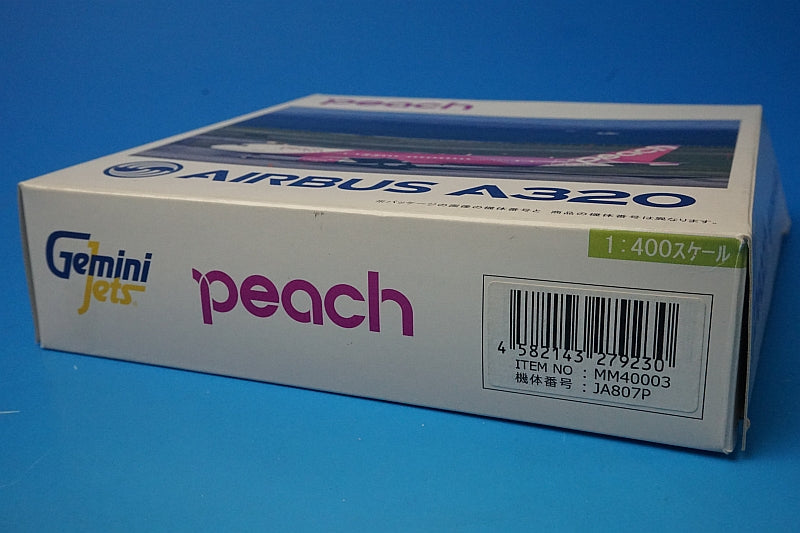 peach
peach
AIRBUS A320
※パッケージの画像の機体番号と 商品の機体番号は異なります。
1:400スケール
Gemini
Jets
peach
4 582143 279230
ITEM NO : MM40003
機体番号 : JA807P